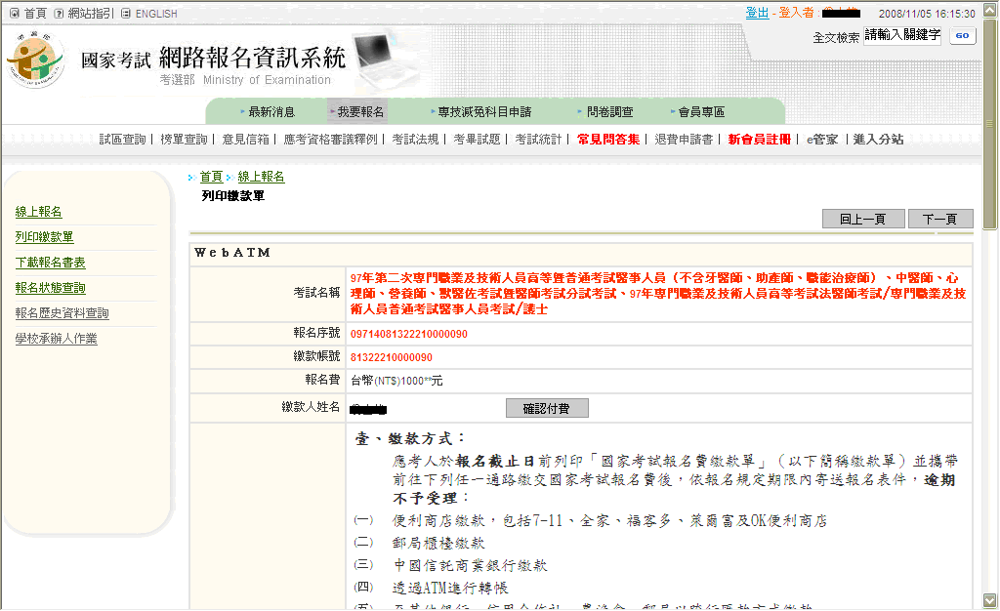 首頁 網站指引 ENGLISH 登出 - 登入者 : 2008/11/05 16:15:30
全文檢索 請輸入關鍵字 GO
國家考試 網路報名資訊系統
考選部 Ministry of Examination
最新消息 我要報名 專技減免科目申請 問卷調查 會員專區
試區查詢 | 榜單查詢 | 意見信箱 | 應考資格審議釋例 | 考試法規 | 考畢試題 | 考試統計 | 常見問答集 | 退費申請書 | 新會員註冊 | e管家 | 進入分站
首頁 線上報名
列印繳款單
線上報名
列印繳款單
下載報名書表
報名狀態查詢
報名歷史資料查詢
學校承辦人作業
回上一頁 下一頁
WebATM
考試名稱
97年第二次專門職業及技術人員高等暨普通考試醫事人員（不含牙醫師、助產師、職能治療師）、中醫師、心
理師、營養師、獸醫佐考試暨醫師考試分試考試、97年專門職業及技術人員高等考試法醫師考試/專門職業及技
術人員普通考試醫事人員考試/護士
報名序號 09714081322210000090
繳款帳號 81322210000090
報名費 台幣(NT$)1000**元
繳款人姓名 確認付費
壹、繳款方式：
應考人於報名截止日前列印「國家考試報名費繳款單」（以下簡稱繳款單）並攜帶
前往下列任一通路繳交國家考試報名費後，依報名規定期限內寄送報名表件，逾期
不予受理：
(一) 便利商店繳款，包括7-11、全家、福客多、萊爾富及OK便利商店
(二) 郵局櫃檯繳款
(三) 中國信託商業銀行繳款
(四) 透過ATM進行轉帳